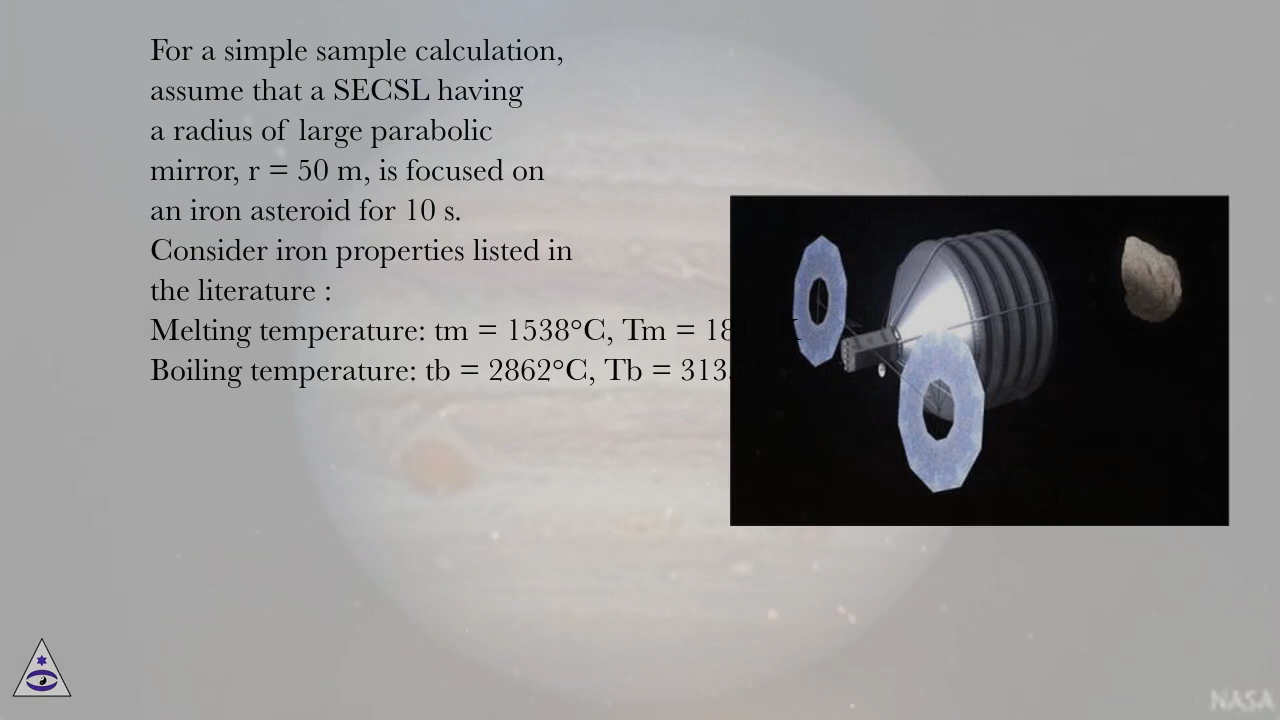 For a simple sample calculation,
assume that a SECSL having
a radius of large parabolic
mirror, r = 50 m, is focused on
an iron asteroid for 10 s.
Consider iron properties listed in
the literature :
Melting temperature: tm = 1538°C, Tm =
Boiling temperature: tb = 2862°C, Tb =
NASA